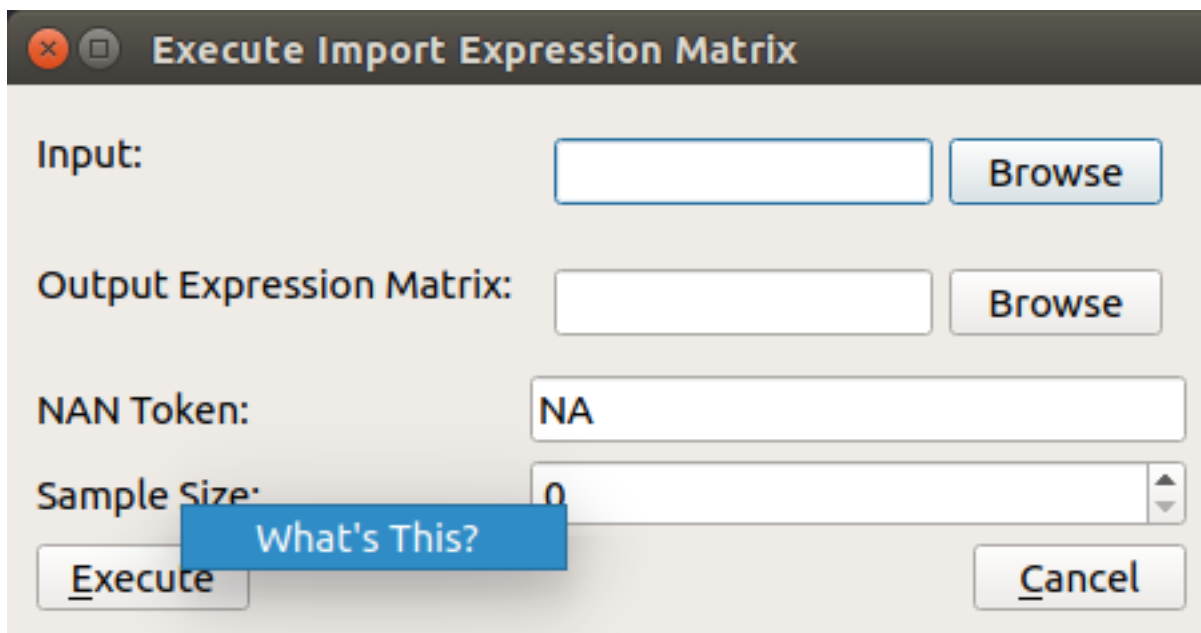 Execute Import Expression Matrix
Input:
Browse
Output Expression Matrix:
Browse
NAN Token:
NA
Sample Size:
0
What's This?
Execute
Cancel